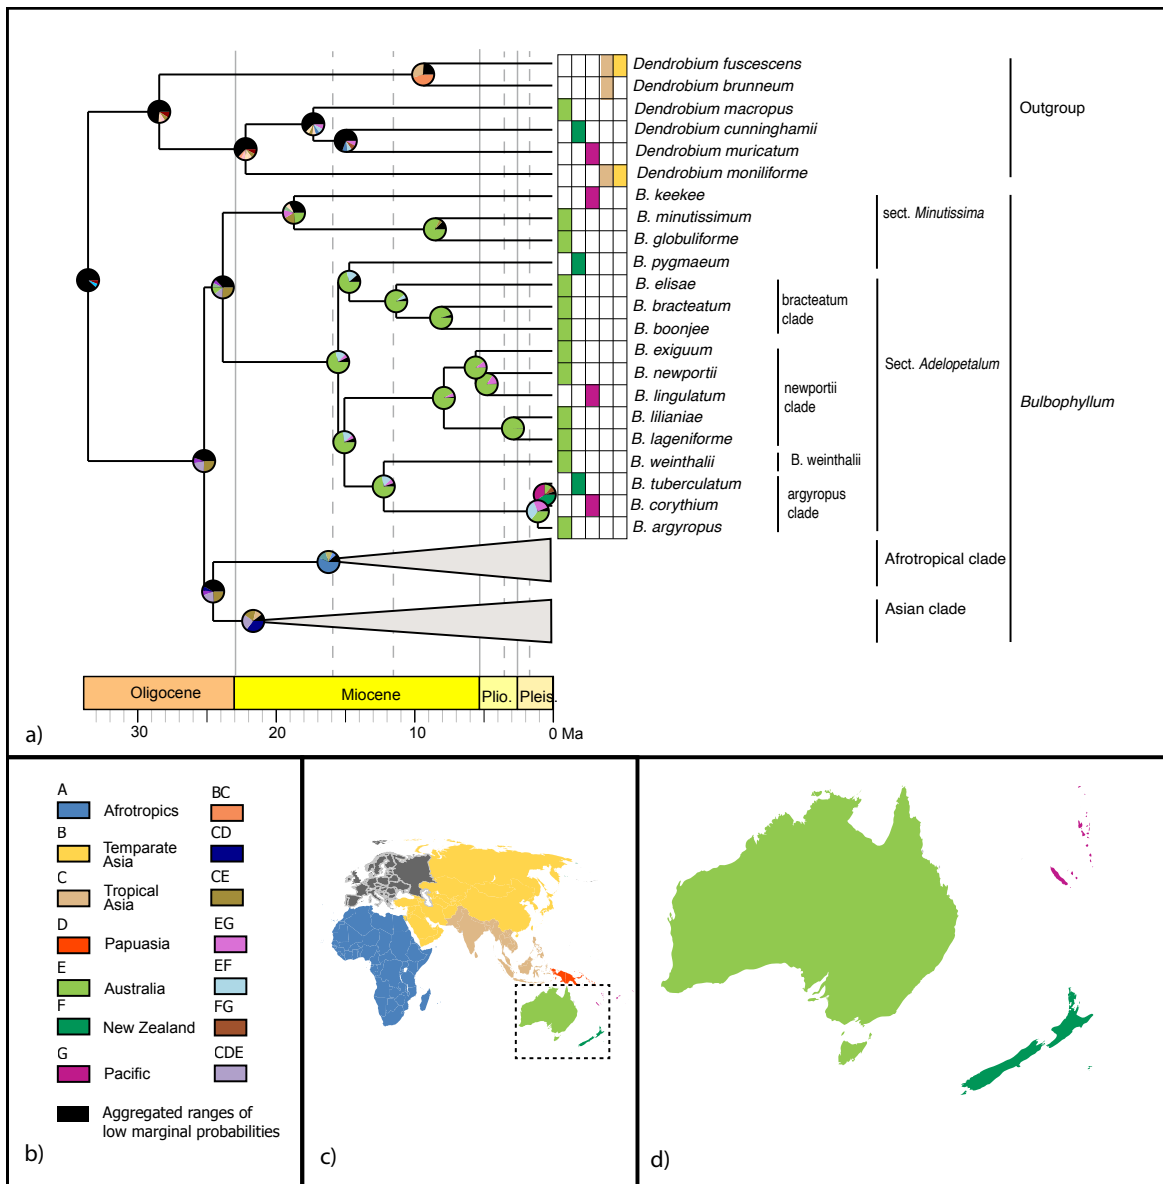 Dendrobium fuscescens
Dendrobium brunneum
Dendrobium macropus
Dendrobium cunninghamii
Dendrobium muricatum
Dendrobium moniliforme
B. keekee
B. minutissimum
B. globuliforme
B. pygmaeum
B. elisae
B. bracteatum
B. boonjee
B. exiguum
B. newportii
B. lingulatum
B. lilianiae
B. lageniforme
B. weinthalii
B. tuberculatum
B. corythium
B. argyropus
bracteatum
clade
newportii
clade
B. weinthalii
argyropus
clade
sect. Minutissima
Sect. Adelopetalum
Afrotropical clade
Asian clade
Outgroup
Bulbophyllum
Oligocene
Miocene
Plio.
Pleis.
30
20
10
0 Ma
a)
A
Afrotropics
B
Temparate
Asia
C
Tropical
Asia
D
Papuasia
E
Australia
F
New Zealand
G
Pacific
BC
CD
CE
EG
EF
FG
CDE
Aggregated ranges of
low marginal probabilities
b)
c)
d)